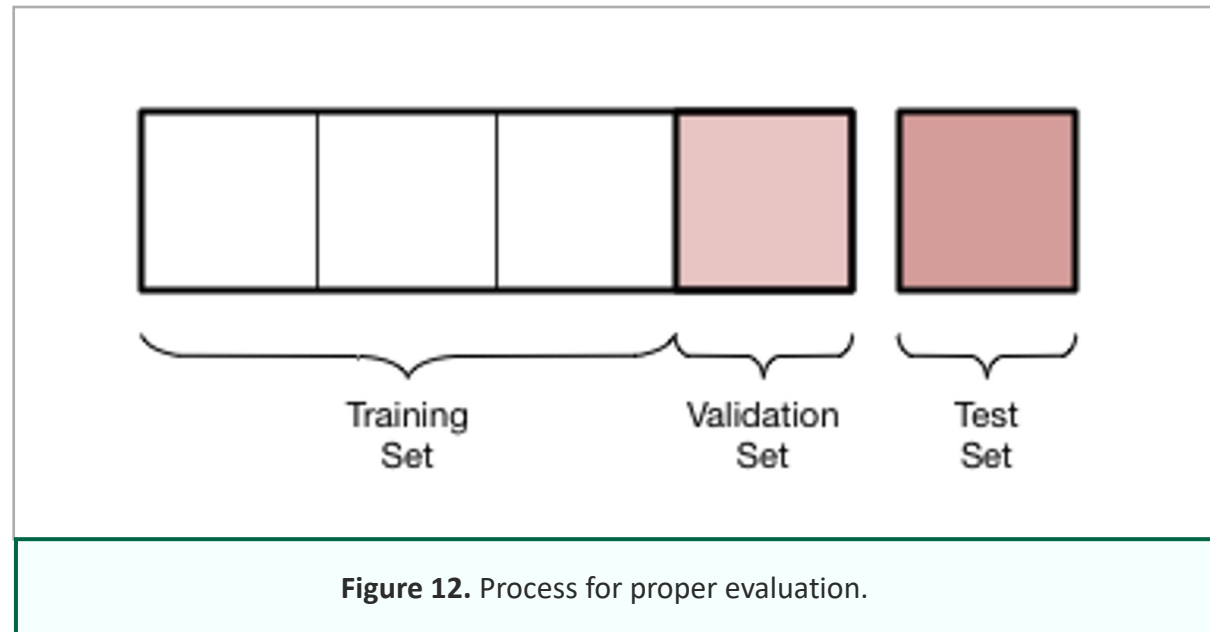 Training
Set
Validation
Set
Test
Set
Figure 12. Process for proper evaluation.